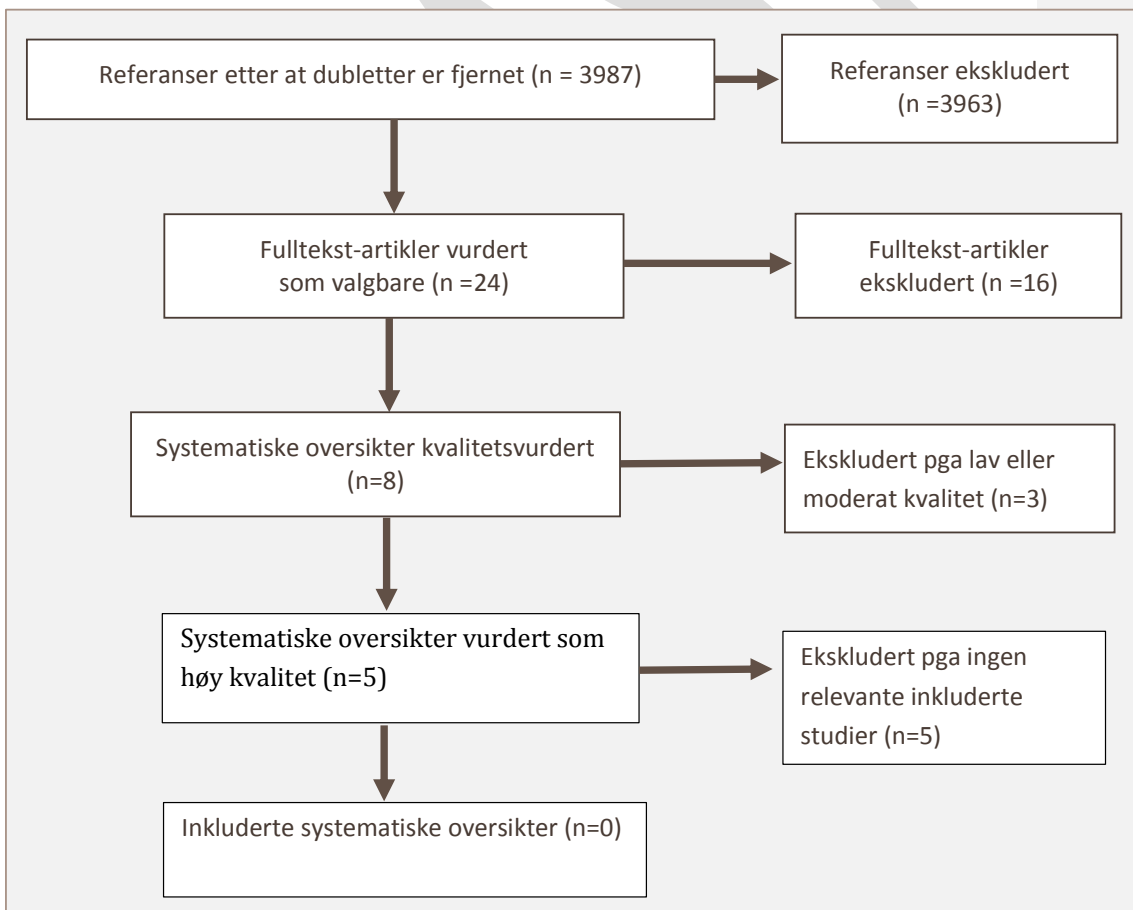 Referanser etter at dubletter er fjernet (n = 3987)
Referanser ekskludert
(n =3963)
Fulltekst-artikler vurdert
som valgbare (n =24)
Fulltekst-artikler
ekskludert (n =16)
Systematiske oversikter kvalitetsvurdert
(n=8)
Ekskludert pga lav eller
moderat kvalitet (n=3)
Systematiske oversikter vurdert som
høy kvalitet (n=5)
Ekskludert pga ingen
relevante inkluderte
studier (n=5)
Inkluderte systematiske oversikter (n=0)